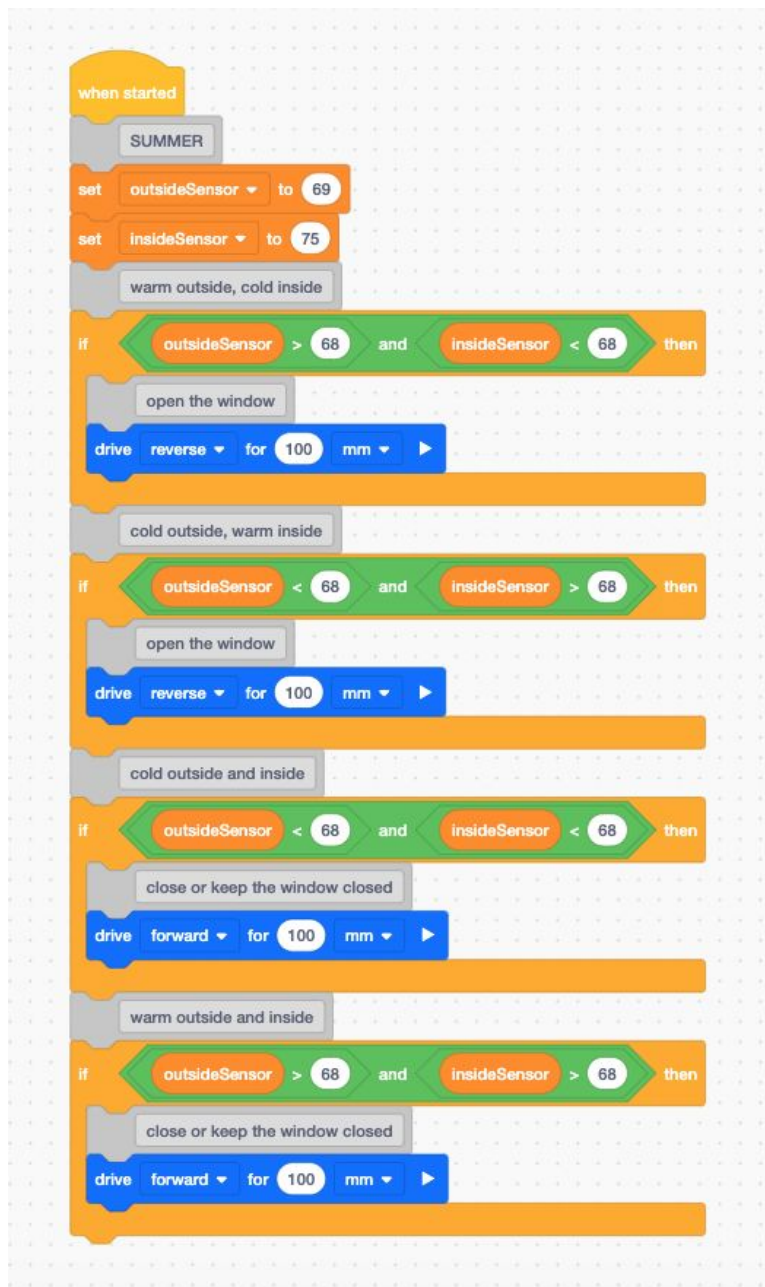 when started
SUMMER
set outsideSensor to 69
set insideSensor to 75
warm outside, cold inside
if outsideSensor > 68 and insideSensor < 68 then
open the window
drive reverse for 100 mm
cold outside, warm inside
if outsideSensor < 68 and insideSensor > 68 then
open the window
drive reverse for 100 mm
cold outside and inside
if outsideSensor < 68 and insideSensor < 68 then
close or keep the window closed
drive forward for 100 mm
warm outside and inside
if outsideSensor > 68 and insideSensor > 68 then
close or keep the window closed
drive forward for 100 mm